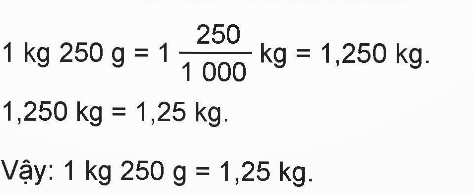 1 kg 250 g = 1 250/1 000 kg = 1,250 kg.
1,250 kg = 1,25 kg.
Vậy: 1 kg 250 g = 1,25 kg.